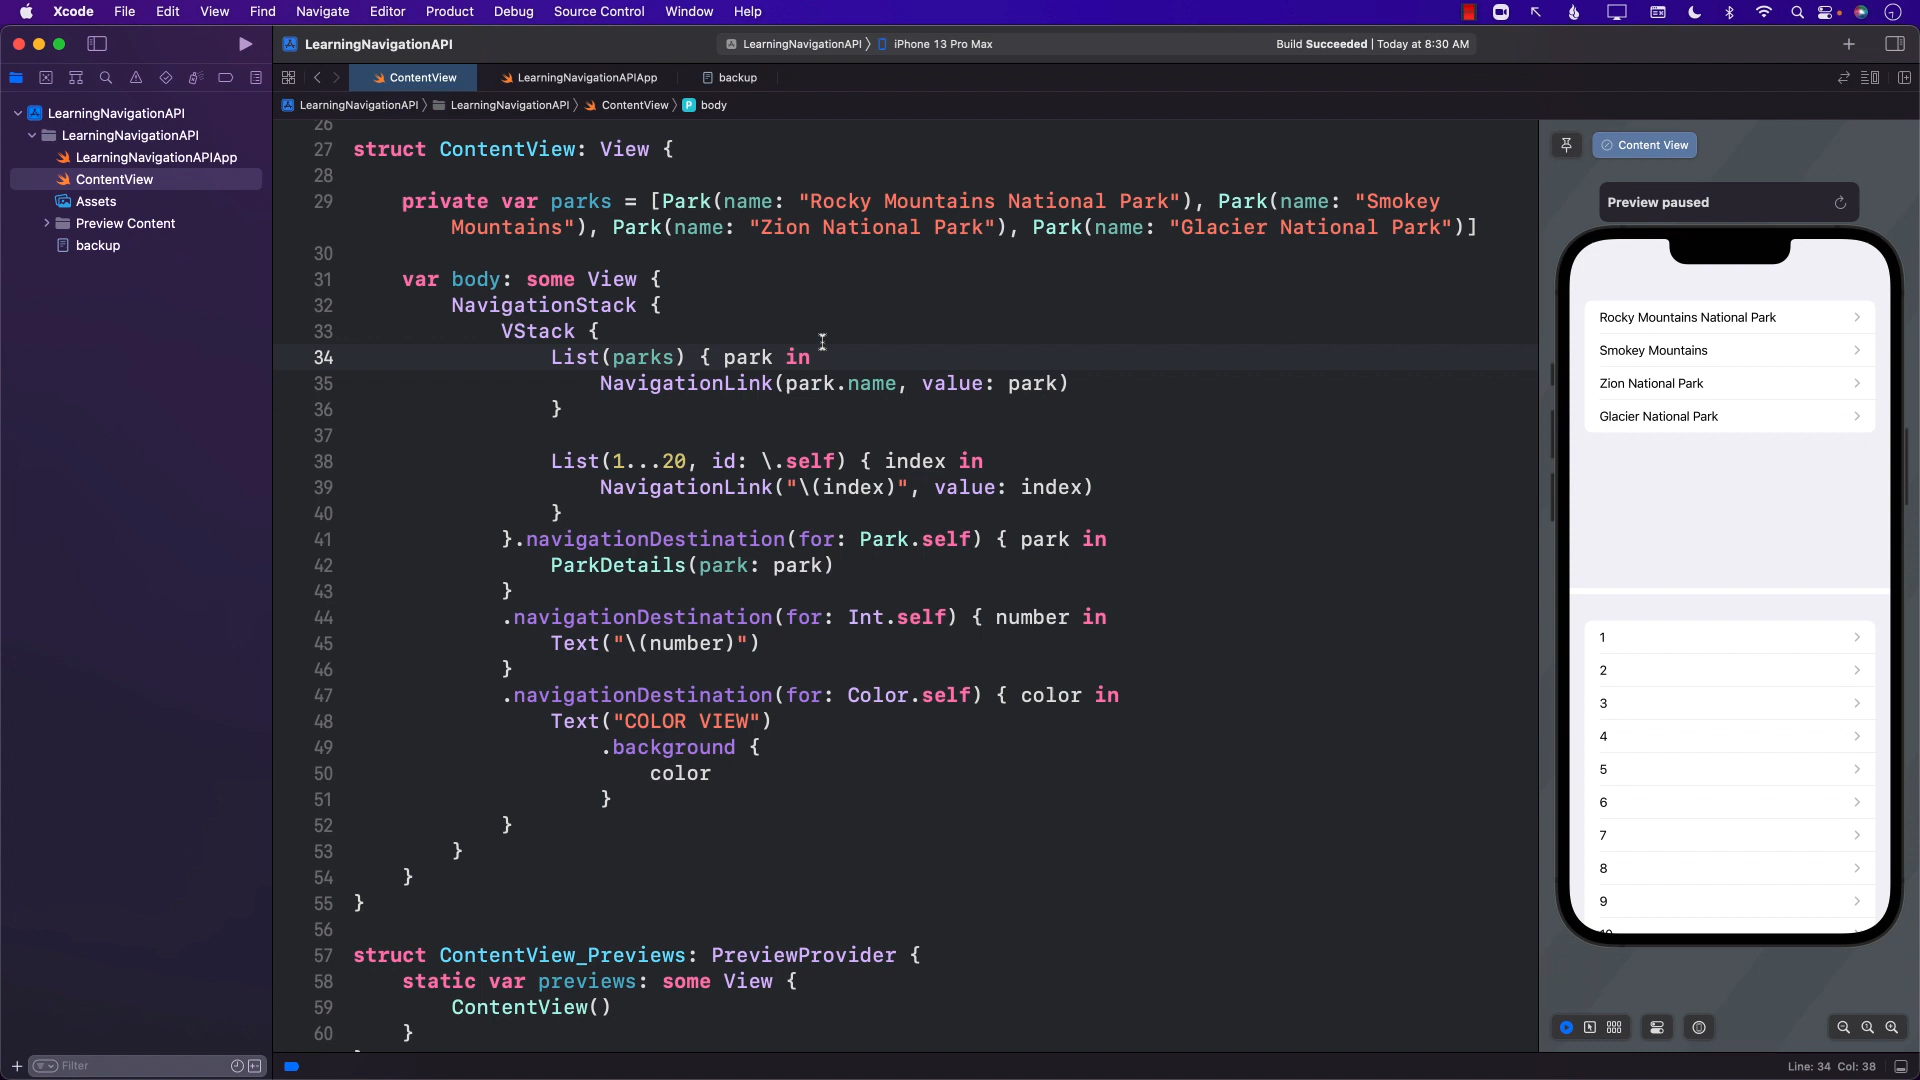 Xcode File Edit View Find Navigate Editor Product Debug Source Control Window Help
LearningNavigationAPI
LearningNavigationAPI 〉 iPhone 13 Pro Max
Build Succeeded | Today at 8:30 AM
ContentView
LearningNavigationAPIApp
backup
LearningNavigationAPI 〉 LearningNavigationAPI 〉 ContentView 〉 P body
LearningNavigationAPI
LearningNavigationAPI
LearningNavigationAPIApp
ContentView
Assets
Preview Content
backup
Filter
26
27 struct ContentView: View {
28
29 private var parks = [Park(name: "Rocky Mountains National Park"), Park(name: "Smokey
Mountains"), Park(name: "Zion National Park"), Park(name: "Glacier National Park")]
30
31 var body: some View {
32 NavigationStack {
33 VStack {
34 List(parks) { park in
35 NavigationLink(park.name, value: park)
36 }
37
38 List(1...20, id: \.self) { index in
39 NavigationLink("\(index)", value: index)
40 }
41 }.navigationDestination(for: Park.self) { park in
42 ParkDetails(park: park)
43 }
44 .navigationDestination(for: Int.self) { number in
45 Text("\(number)")
46 }
47 .navigationDestination(for: Color.self) { color in
48 Text("COLOR VIEW")
49 .background {
50 color
51 }
52 }
53 }
54 }
55 }
56
57 struct ContentView_Previews: PreviewProvider {
58 static var previews: some View {
59 ContentView()
60 }
Content View
Preview paused
Rocky Mountains National Park
Smokey Mountains
Zion National Park
Glacier National Park
1
2
3
4
5
6
7
8
9
10
Line: 34 Col: 38